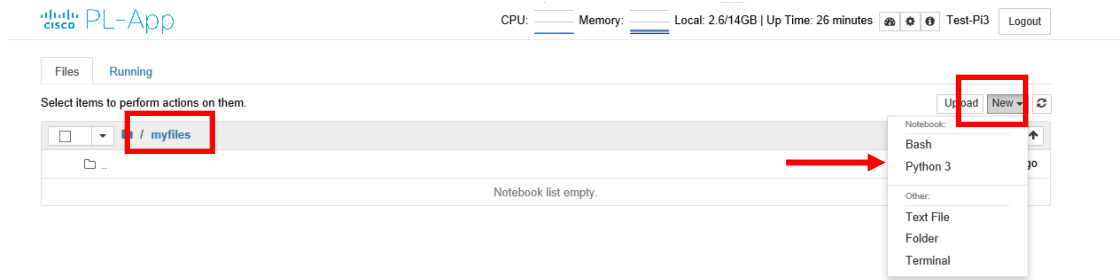 cisco PL-App CPU: Memory: Local: 2.6/14GB | Up Time: 26 minutes Test-Pi3 Logout
Files Running
Select items to perform actions on them. Upload New
/ myfiles
Notebook:
..
Bash
Python 3 go
Notebook list empty.
Other:
Text File
Folder
Terminal